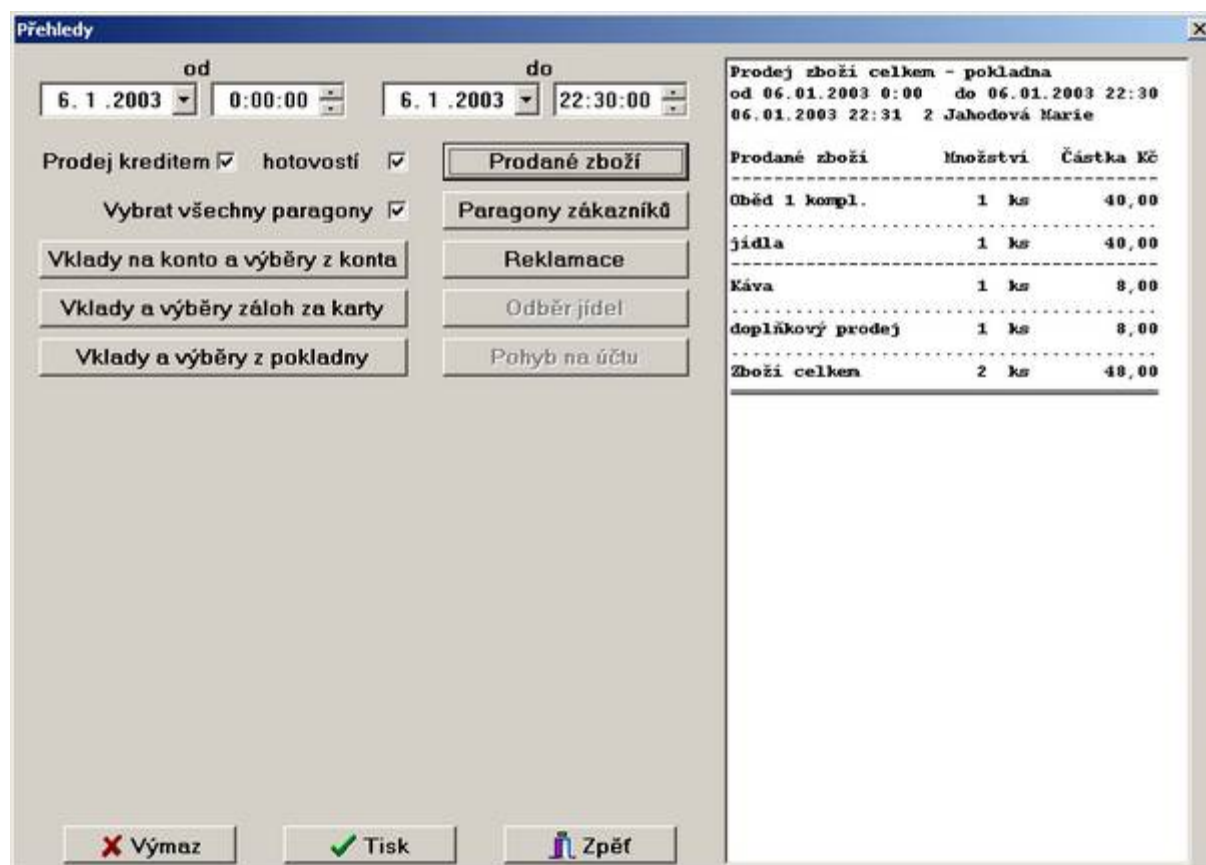 Přehledy
od do
6. 1 .2003 0:00:00 6. 1 .2003 22:30:00
Prodej kreditem hotovostí Prodané zboží
Vybrat všechny paragony Paragony zákazníků
Vklady na konto a výběry z konta Reklamace
Vklady a výběry záloh za karty Odběr jídel
Vklady a výběry z pokladny Pohyb na účtu
Prodej zboží celkem - pokladna
od 06.01.2003 0:00 do 06.01.2003 22:30
06.01.2003 22:31 2 Jahodová Marie
Prodané zboží Množství Částka Kč
Oběd 1 kompl. 1 ks 40,00
jídla 1 ks 40,00
Káva 1 ks 8,00
doplňkový prodej 1 ks 8,00
Zboží celkem 2 ks 48,00
Výmaz Tisk Zpěť